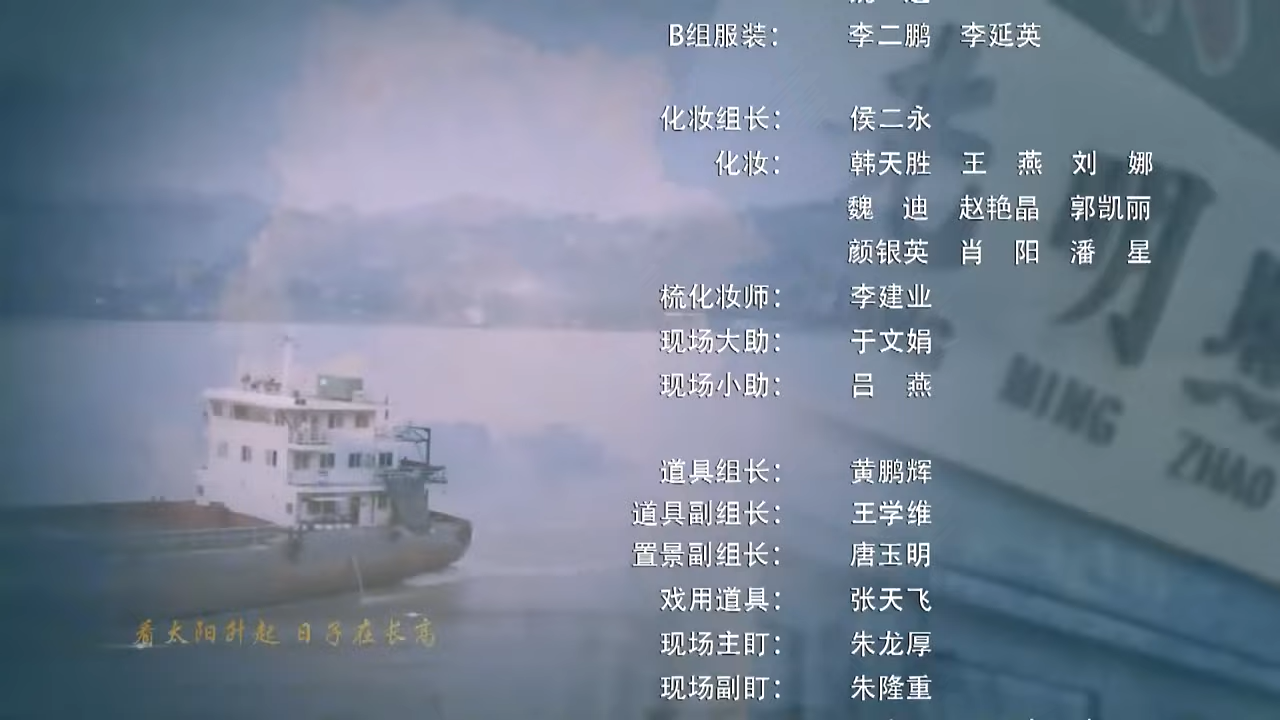 B组服装： 李二鹏 李延英
化妆组长： 侯二永
化妆： 韩天胜 王 燕 刘 娜
魏 迪 赵艳晶 郭凯丽
颜银英 肖 阳 潘 星
梳化妆师： 李建业
现场大助： 于文娟
现场小助： 吕 燕
道具组长： 黄鹏辉
道具副组长： 王学维
置景副组长： 唐玉明
戏用道具： 张天飞
现场主盯： 朱龙厚
现场副盯： 朱隆重
看太阳升起 日子在长高
明
MING
ZHAO